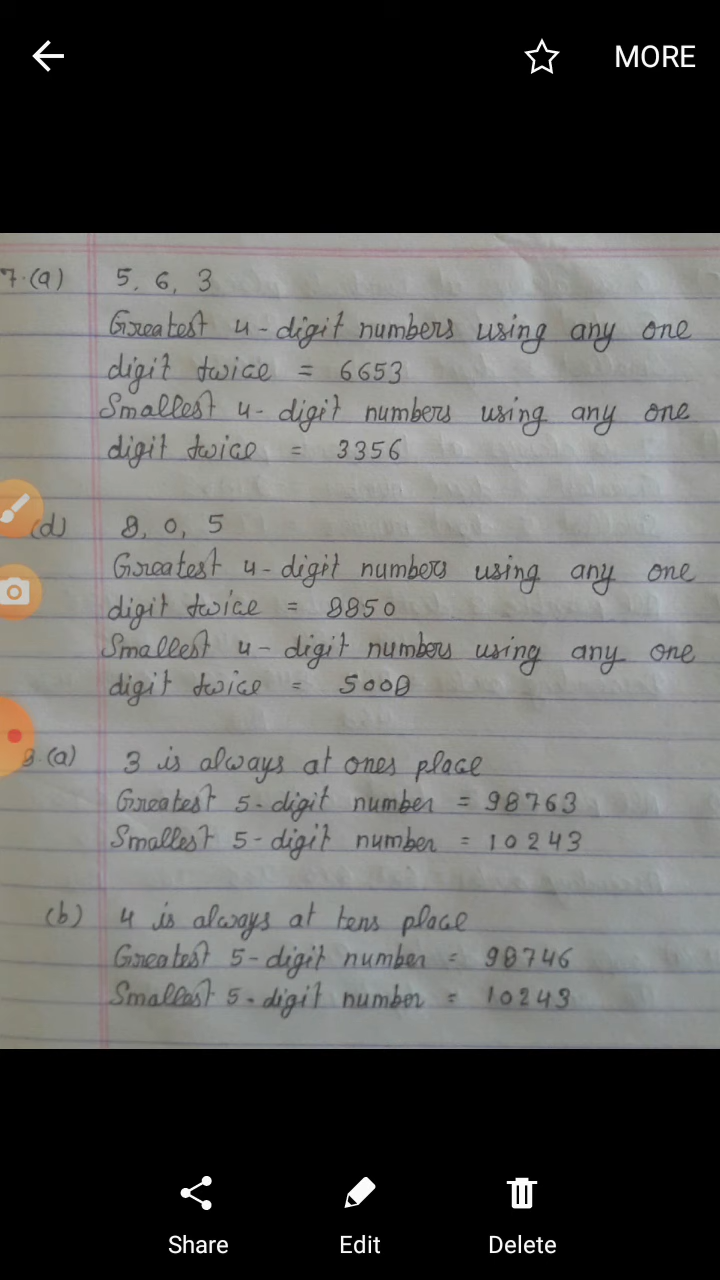 MORE
7.(a) 5, 6, 3
Greatest 4-digit numbers using any one
digit twice = 6653
Smallest 4-digit numbers using any one
digit twice = 3356
(d) 8, 0, 5
Greatest 4-digit numbers using any one
digit twice = 8850
Smallest 4-digit numbers using any one
digit twice = 5008
8.(a) 3 is always at ones place
Greatest 5-digit number = 98763
Smallest 5-digit number = 10243
(b) 4 is always at tens place
Greatest 5-digit number = 98746
Smallest 5-digit number = 10243
Share Edit Delete